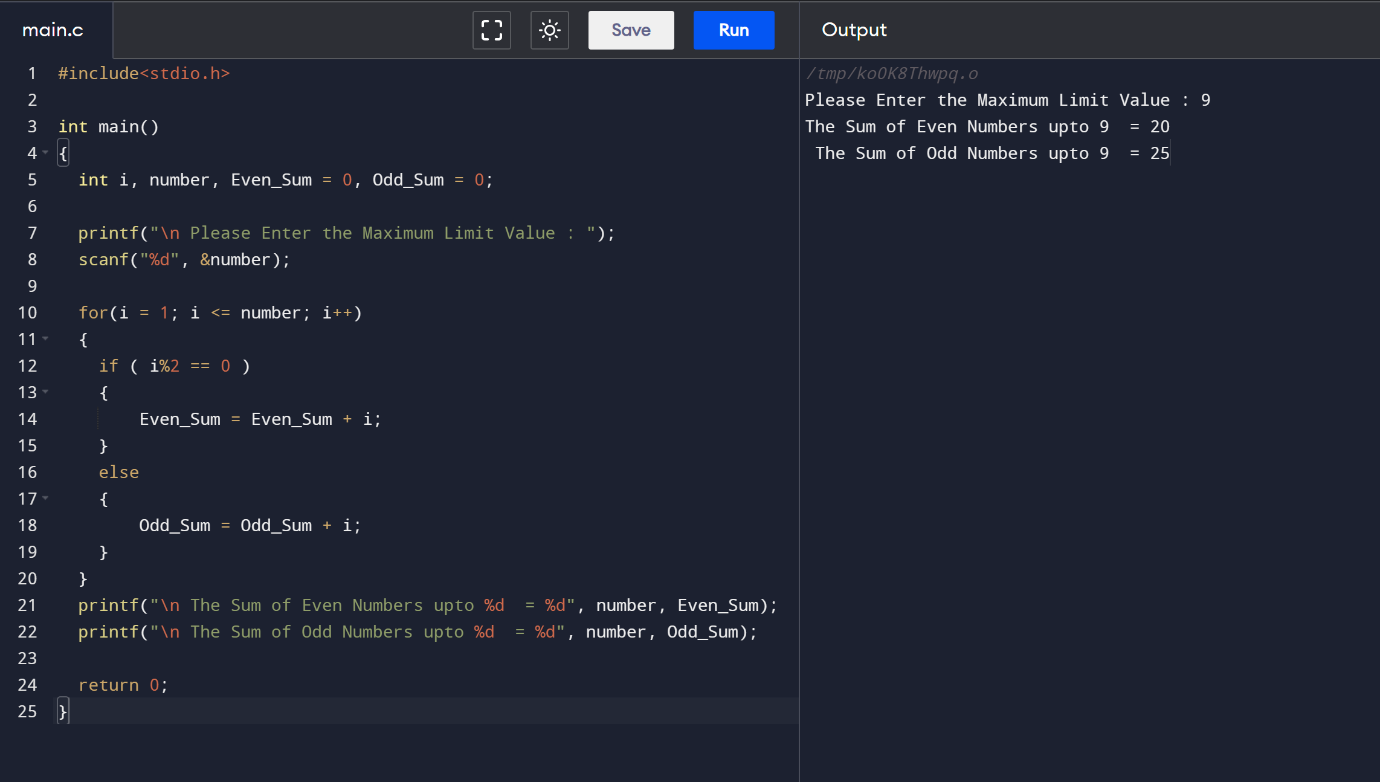 main.c
Save
Run
Output
1 #include<stdio.h>
2
3 int main()
4 {
5 int i, number, Even_Sum = 0, Odd_Sum = 0;
6
7 printf("\n Please Enter the Maximum Limit Value : ");
8 scanf("%d", &number);
9
10 for(i = 1; i <= number; i++)
11 {
12 if ( i%2 == 0 )
13 {
14 Even_Sum = Even_Sum + i;
15 }
16 else
17 {
18 Odd_Sum = Odd_Sum + i;
19 }
20 }
21 printf("\n The Sum of Even Numbers upto %d  = %d", number, Even_Sum);
22 printf("\n The Sum of Odd Numbers upto %d  = %d", number, Odd_Sum);
23
24 return 0;
25 }
/tmp/koOK8Thwpq.o
Please Enter the Maximum Limit Value : 9
The Sum of Even Numbers upto 9  = 20
The Sum of Odd Numbers upto 9  = 25